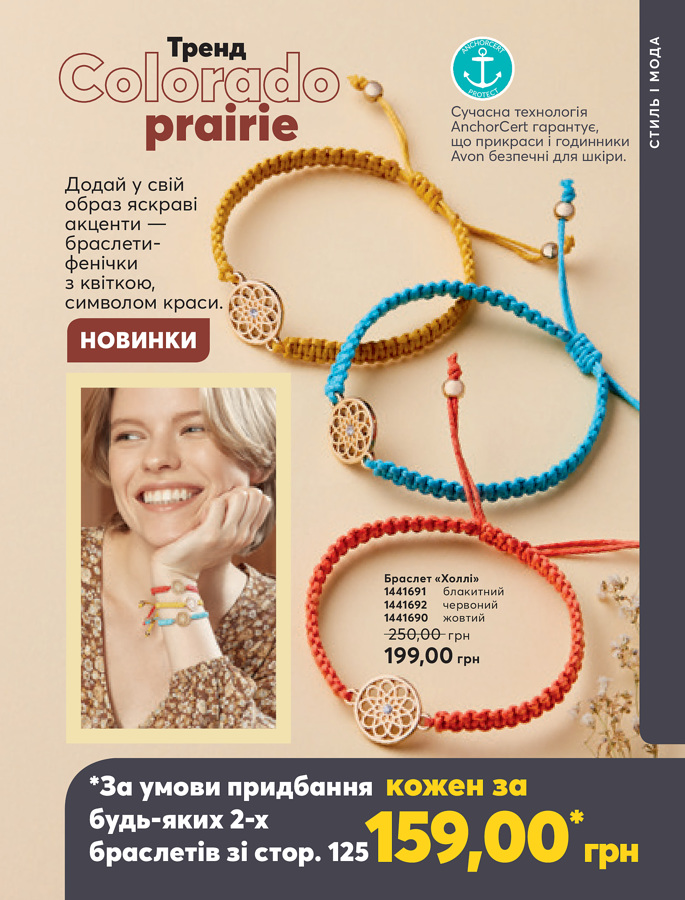 Тренд
Colorado
prairie
ANCHORCERT
PROTECT
Сучасна технологія
AnchorCert гарантує,
що прикраси і годинники
Avon безпечні для шкіри.
СТИЛЬ І МОДА
Додай у свій
образ яскраві
акценти —
браслети-
фенічки
з квіткою,
символом краси.
НОВИНКИ
Браслет «Холлі»
1441691 блакитний
1441692 червоний
1441690 жовтий
250,00 грн
199,00 грн
*За умови придбання
будь-яких 2-х
браслетів зі стор. 125
кожен за
159,00*
грн